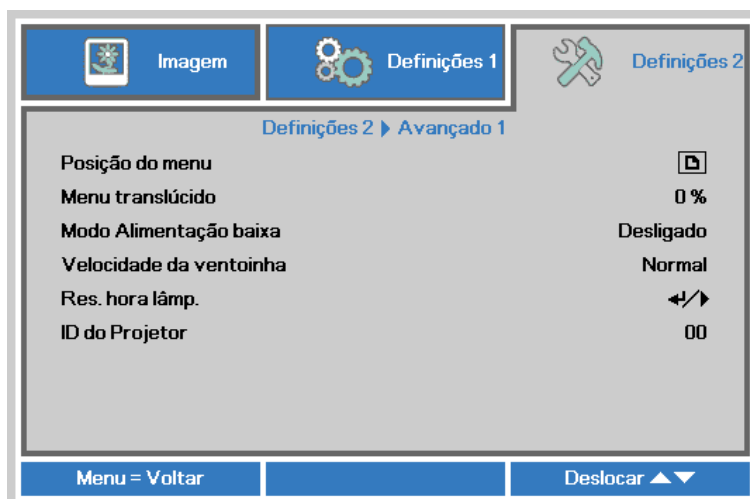 Imagem
Definições 1
Definições 2
Definições 2 ▶ Avançado 1
Posição do menu
Menu translúcido 0 %
Modo Alimentação baixa Desligado
Velocidade da ventoinha Normal
Res. hora lâmp. ↵/▶
ID do Projetor 00
Menu = Voltar
Deslocar ▲▼